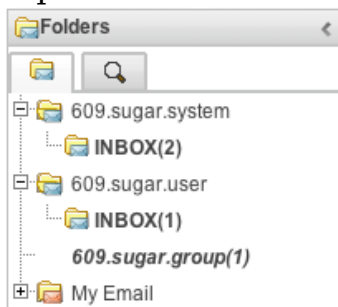 Folders
609.sugar.system
INBOX(2)
609.sugar.user
INBOX(1)
609.sugar.group(1)
My Email